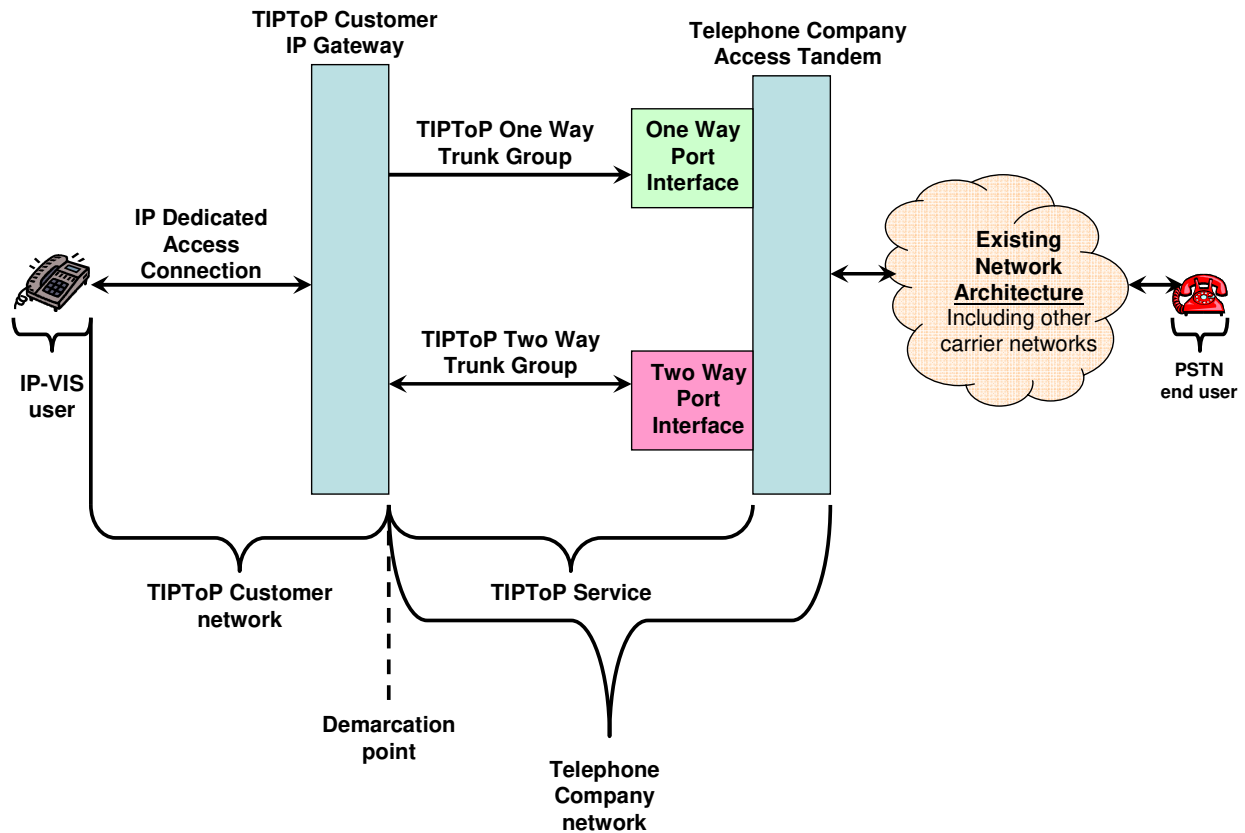 TIPToP Customer
IP Gateway
Telephone Company
Access Tandem
TIPToP One Way
Trunk Group
One Way
Port
Interface
IP Dedicated
Access
Connection
Existing
Network
Architecture
Including other
carrier networks
TIPToP Two Way
Trunk Group
Two Way
Port
Interface
IP-VIS
user
PSTN
end user
TIPToP Customer
network
TIPToP Service
Demarcation
point
Telephone
Company
network